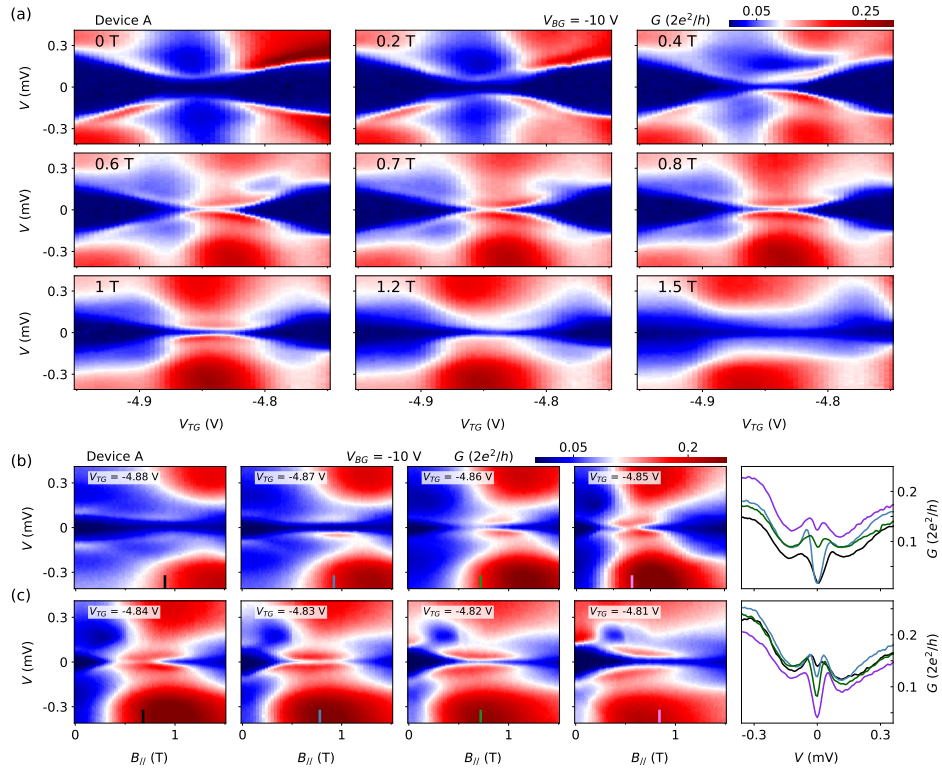 (a) Device A V_BG = -10 V G (2e²/h) 0.05 0.25
0 T 0.2 T 0.4 T
V (mV) 0.3 0 -0.3
0.6 T 0.7 T 0.8 T
V (mV) 0.3 0 -0.3
1 T 1.2 T 1.5 T
V (mV) 0.3 0 -0.3
-4.9 -4.8 -4.9 -4.8 -4.9 -4.8
V_TG (V) V_TG (V) V_TG (V)
(b) Device A V_BG = -10 V G (2e²/h) 0.05 0.2
V_TG = -4.88 V V_TG = -4.87 V V_TG = -4.86 V V_TG = -4.85 V
V (mV) 0.3 0 -0.3
0.2 0.1 G (2e²/h)
(c)
V_TG = -4.84 V V_TG = -4.83 V V_TG = -4.82 V V_TG = -4.81 V
V (mV) 0.3 0 -0.3
0.2 0.1 G (2e²/h)
0 1 0 1 0 1 0 1 -0.3 0 0.3
B_// (T) B_// (T) B_// (T) B_// (T) V (mV)